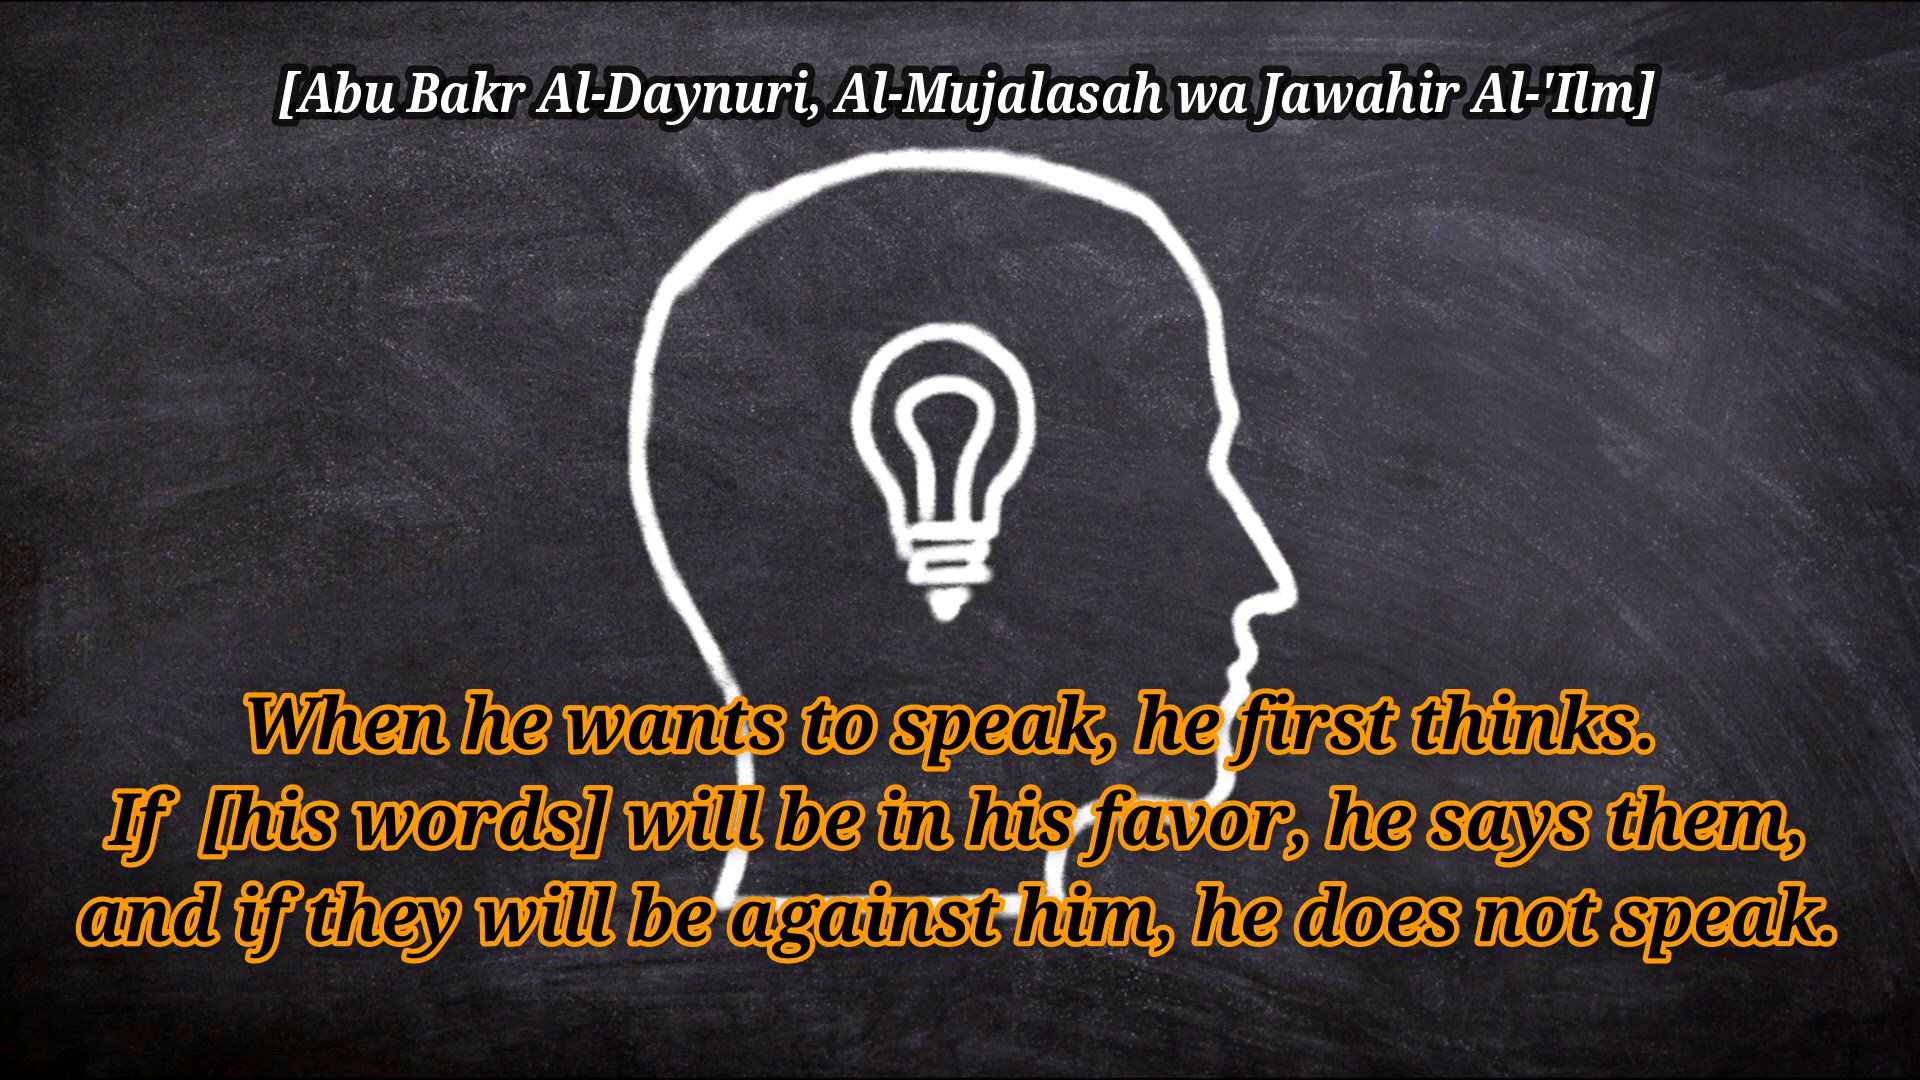 [Abu Bakr Al-Daynuri, Al-Mujalasah wa Jawahir Al-'Ilm]
When he wants to speak, he first thinks.
If  [his words] will be in his favor, he says them,
and if they will be against him, he does not speak.